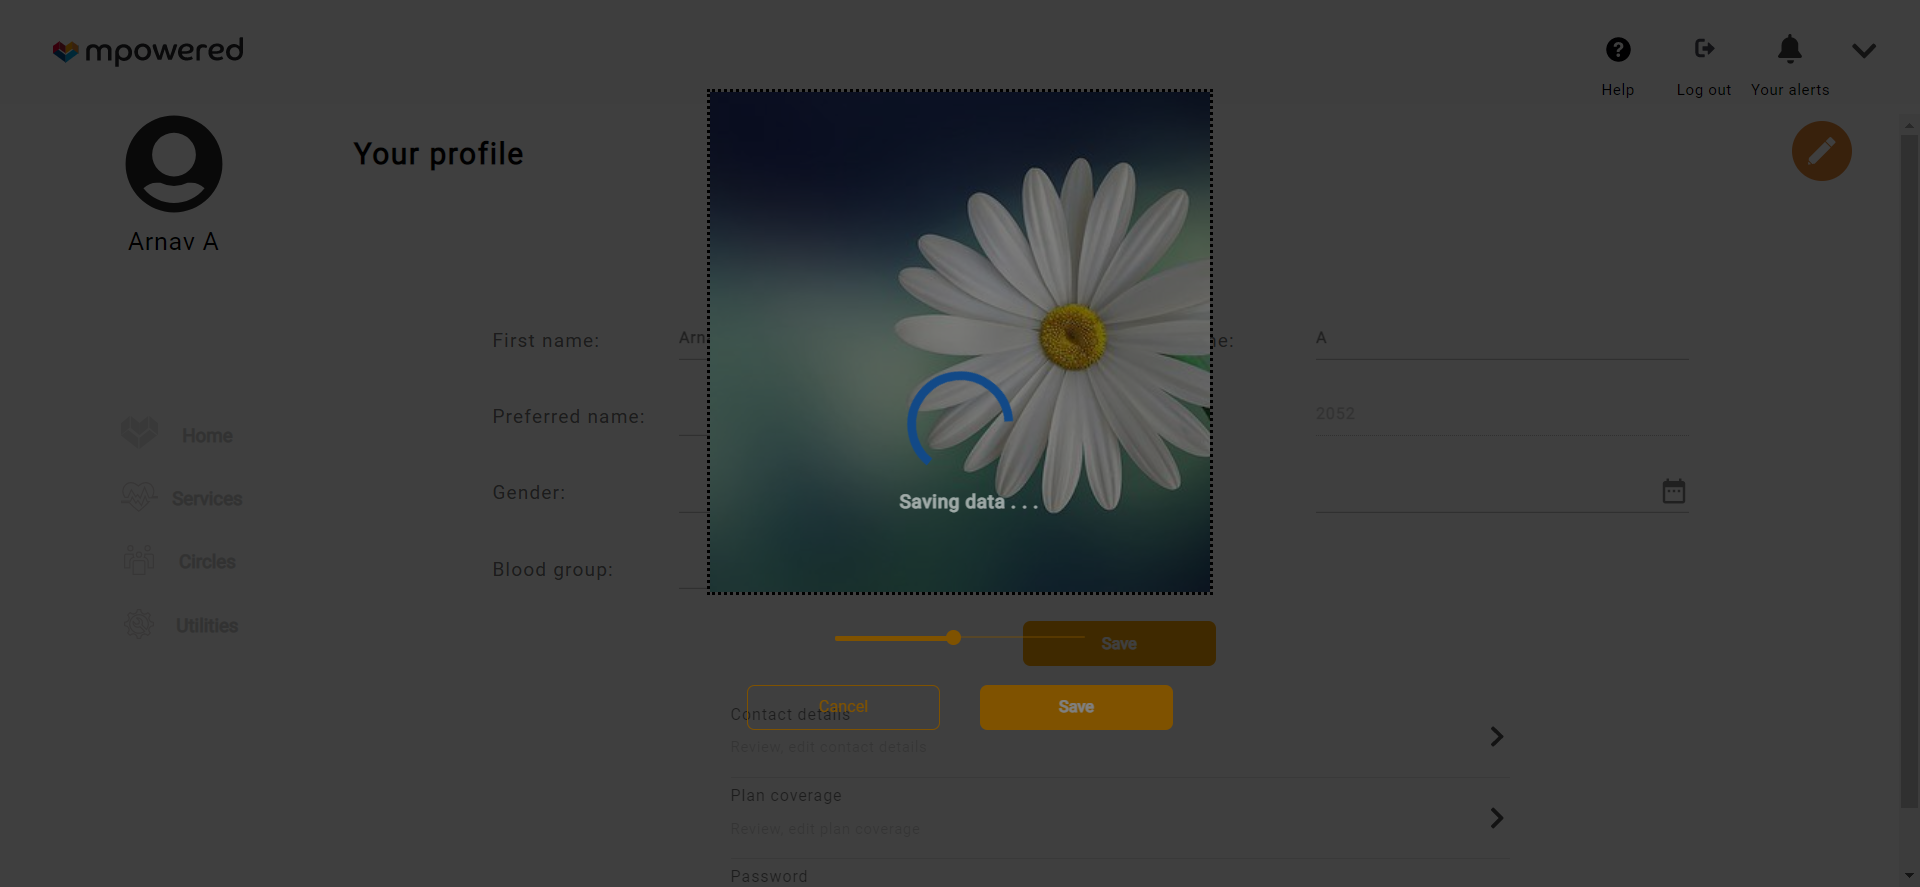 mpowered
Help
Log out
Your alerts
Your profile
Arnav A
First name:
Arn
e:
A
Preferred name:
2052
Home
Gender:
Services
Saving data . . .
Circles
Blood group:
Utilities
Save
Cancel
Save
Contact details
Review, edit contact details
Plan coverage
Review, edit plan coverage
Password